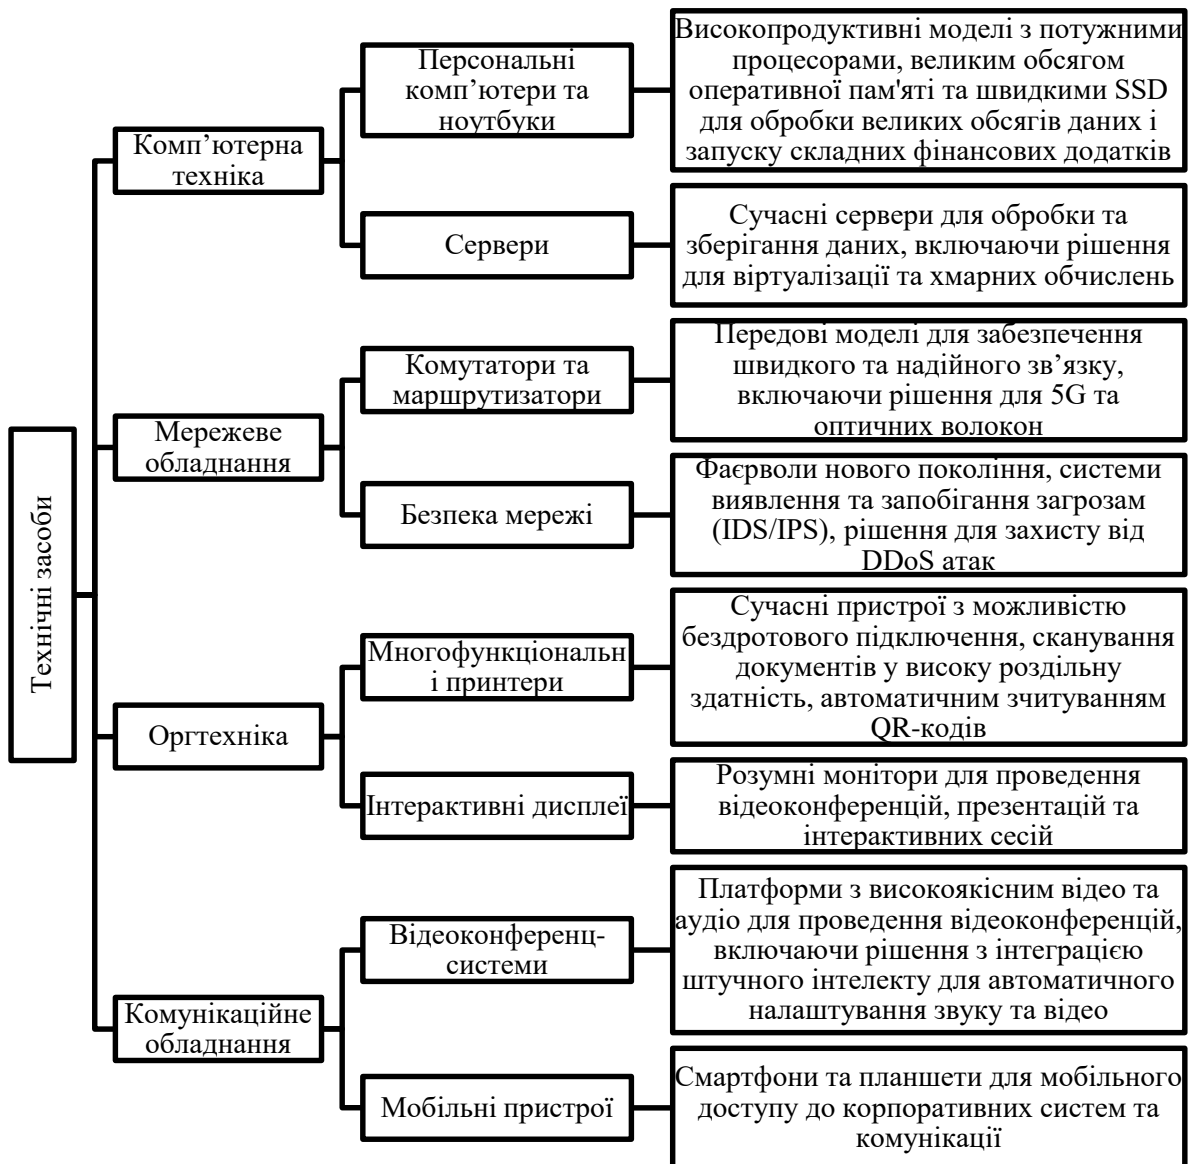 Технічні засоби
Комп’ютерна
техніка
Персональні
комп’ютери та
ноутбуки
Високопродуктивні моделі з потужними
процесорами, великим обсягом
оперативної пам'яті та швидкими SSD
для обробки великих обсягів даних і
запуску складних фінансових додатків
Сервери
Сучасні сервери для обробки та
зберігання даних, включаючи рішення
для віртуалізації та хмарних обчислень
Мережеве
обладнання
Комутатори та
маршрутизатори
Передові моделі для забезпечення
швидкого та надійного зв’язку,
включаючи рішення для 5G та
оптичних волокон
Безпека мережі
Фаєрволи нового покоління, системи
виявлення та запобігання загрозам
(IDS/IPS), рішення для захисту від
DDoS атак
Оргтехніка
Многофункціональн
і принтери
Сучасні пристрої з можливістю
бездротового підключення, сканування
документів у високу роздільну
здатність, автоматичним зчитуванням
QR-кодів
Інтерактивні дисплеї
Розумні монітори для проведення
відеоконференцій, презентацій та
інтерактивних сесій
Комунікаційне
обладнання
Відеоконференц-
системи
Платформи з високоякісним відео та
аудіо для проведення відеоконференцій,
включаючи рішення з інтеграцією
штучного інтелекту для автоматичного
налаштування звуку та відео
Мобільні пристрої
Смартфони та планшети для мобільного
доступу до корпоративних систем та
комунікації